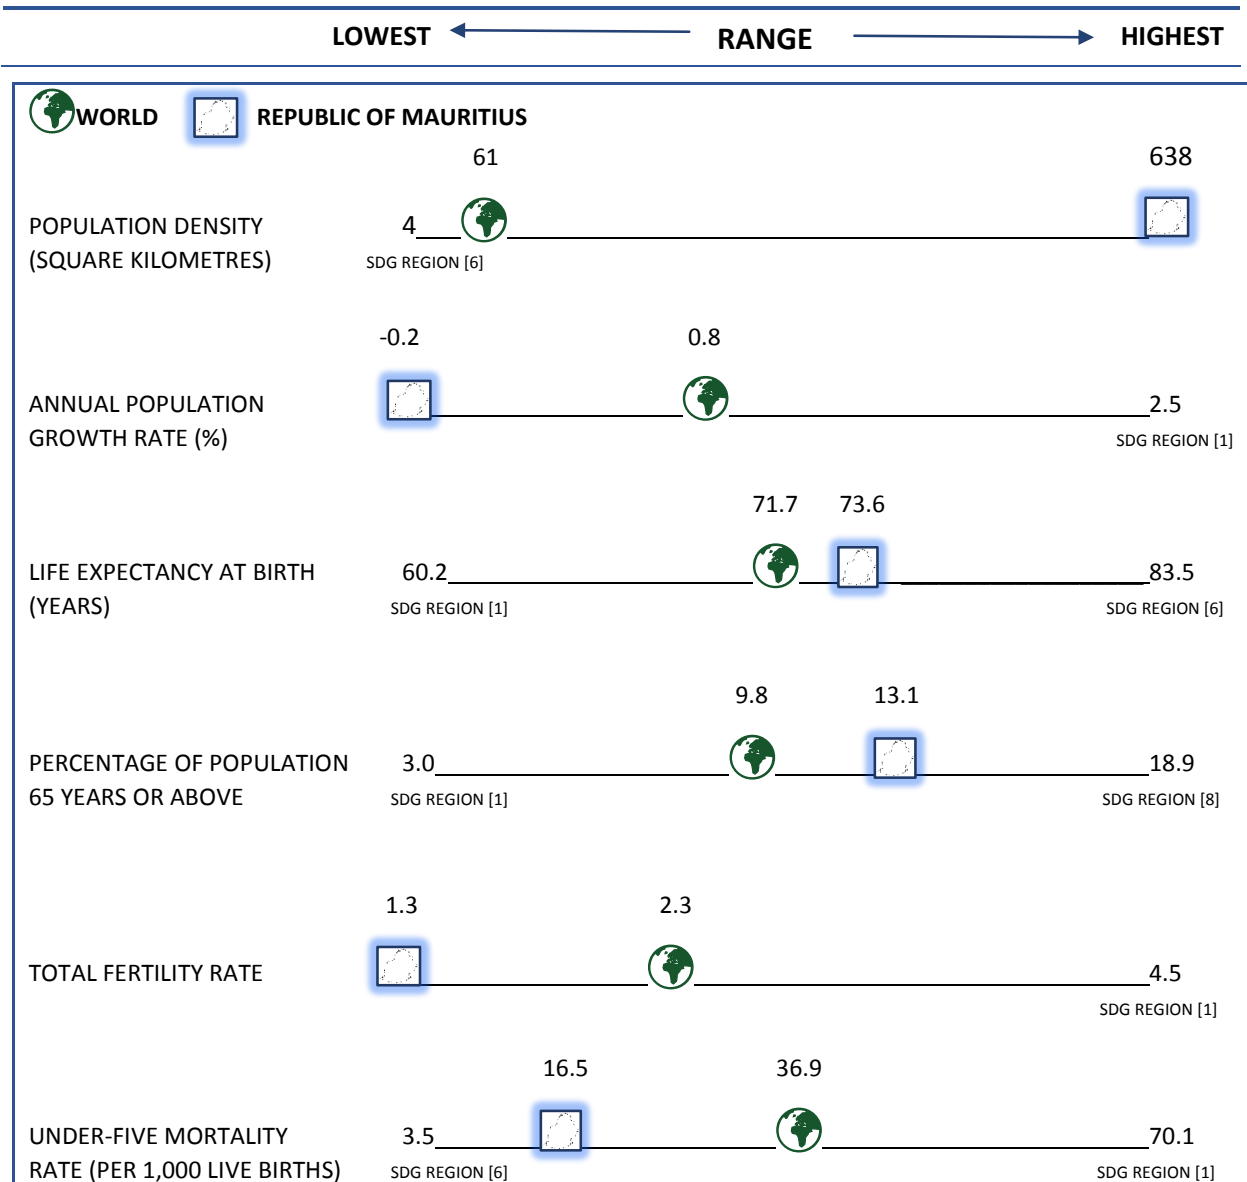 LOWEST RANGE HIGHEST
WORLD REPUBLIC OF MAURITIUS
61 638
POPULATION DENSITY
(SQUARE KILOMETRES)
4
SDG REGION [6]
-0.2 0.8
ANNUAL POPULATION
GROWTH RATE (%)
2.5
SDG REGION [1]
71.7 73.6
LIFE EXPECTANCY AT BIRTH
(YEARS)
60.2 83.5
SDG REGION [1] SDG REGION [6]
9.8 13.1
PERCENTAGE OF POPULATION
65 YEARS OR ABOVE
3.0 18.9
SDG REGION [1] SDG REGION [8]
1.3 2.3
TOTAL FERTILITY RATE 4.5
SDG REGION [1]
16.5 36.9
UNDER-FIVE MORTALITY
RATE (PER 1,000 LIVE BIRTHS)
3.5 70.1
SDG REGION [6] SDG REGION [1]